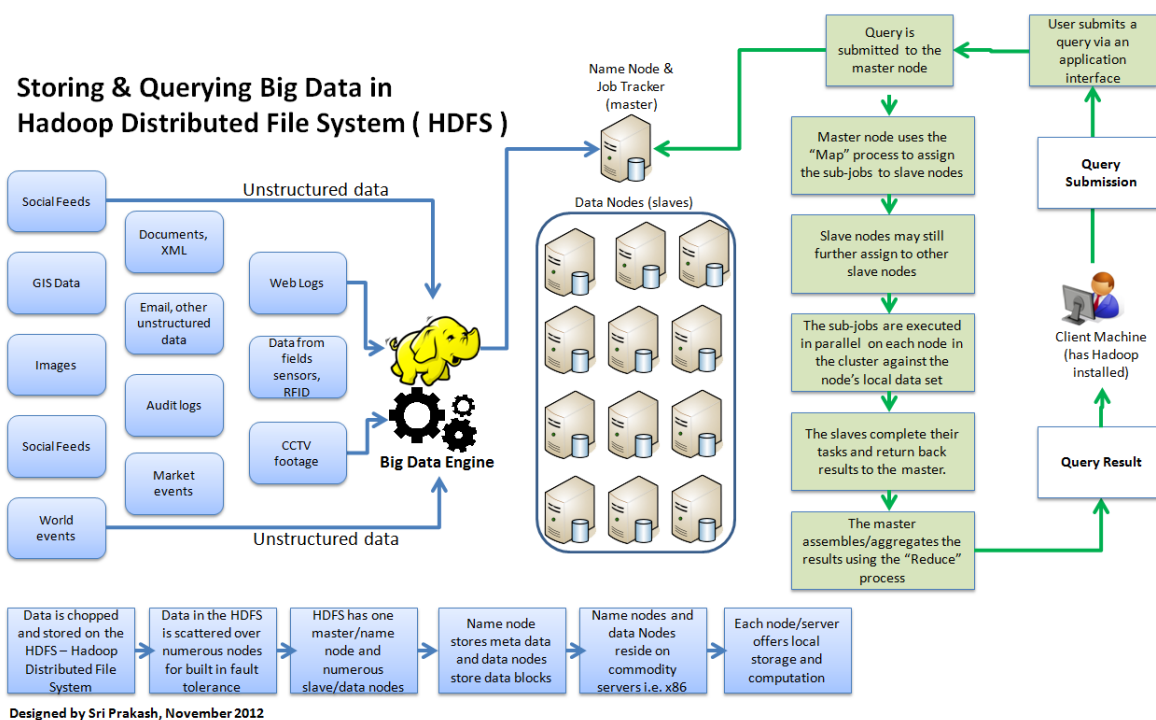 Storing & Querying Big Data in
Hadoop Distributed File System ( HDFS )
Social Feeds
GIS Data
Images
Social Feeds
World
events
Documents,
XML
Email, other
unstructured
data
Audit logs
Market
events
Unstructured data
Web Logs
Data from
fields
sensors,
RFID
CCTV
footage
Unstructured data
Big Data Engine
Name Node &
Job Tracker
(master)
Data Nodes (slaves)
Query is
submitted to the
master node
Master node uses the
“Map” process to assign
the sub-jobs to slave nodes
Slave nodes may still
further assign to other
slave nodes
The sub-jobs are executed
in parallel on each node in
the cluster against the
node’s local data set
The slaves complete their
tasks and return back
results to the master.
The master
assembles/aggregates the
results using the “Reduce”
process
User submits a
query via an
application
interface
Query
Submission
Client Machine
(has Hadoop
installed)
Query Result
Data is chopped
and stored on the
HDFS – Hadoop
Distributed File
System
Data in the HDFS
is scattered over
numerous nodes
for built in fault
tolerance
HDFS has one
master/name
node and
numerous
slave/data nodes
Name node
stores meta data
and data nodes
store data blocks
Name nodes and
data Nodes
reside on
commodity
servers i.e. x86
Each node/server
offers local
storage and
computation
Designed by Sri Prakash, November 2012